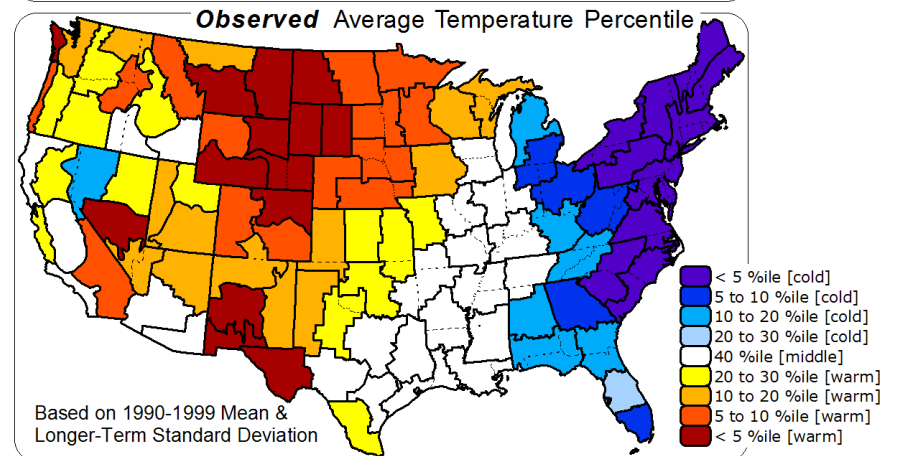 Observed Average Temperature Percentile
< 5 %ile [cold]
5 to 10 %ile [cold]
10 to 20 %ile [cold]
20 to 30 %ile [cold]
40 %ile [middle]
20 to 30 %ile [warm]
10 to 20 %ile [warm]
5 to 10 %ile [warm]
< 5 %ile [warm]
Based on 1990-1999 Mean &
Longer-Term Standard Deviation